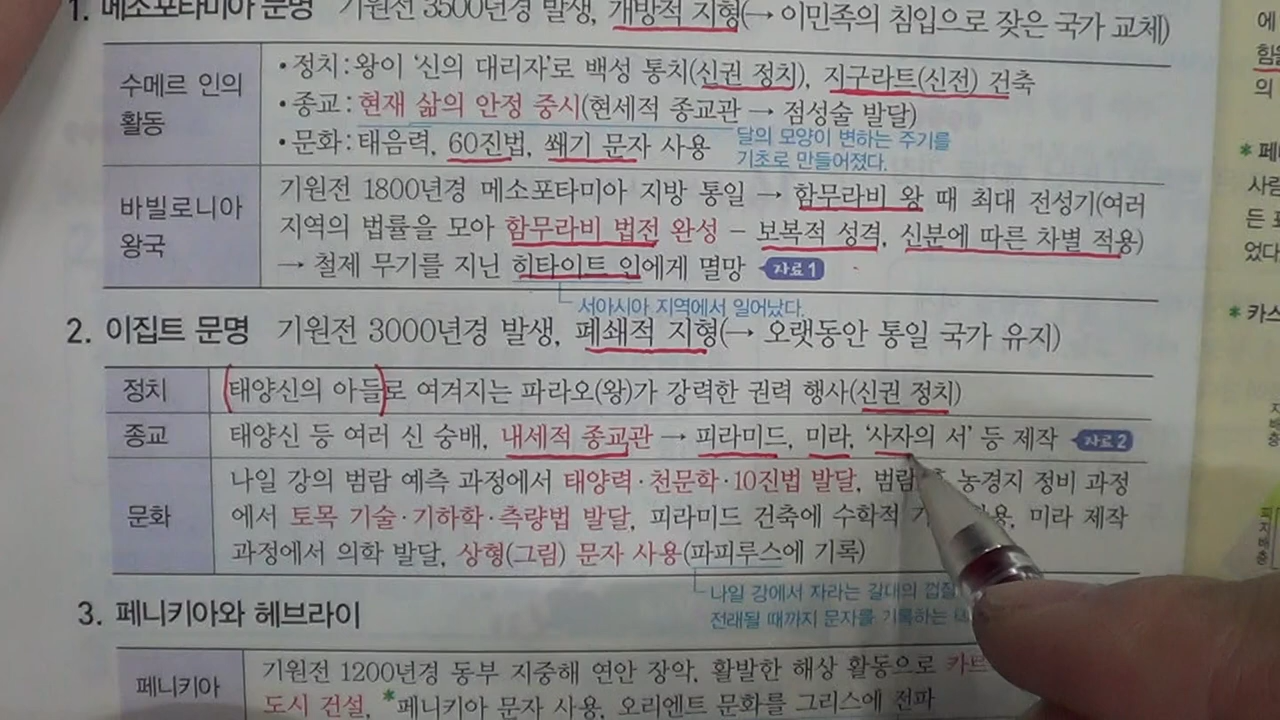 1. 메소포타미아 문명 기원전 3500년경 발생, 개방적 지형(→ 이민족의 침입으로 잦은 국가 교체)
수메르 인의 활동
• 정치 : 왕이 '신의 대리자'로 백성 통치(신권 정치), 지구라트(신전) 건축
• 종교 : 현재 삶의 안정 중시(현세적 종교관 → 점성술 발달)
• 문화 : 태음력, 60진법, 쐐기 문자 사용
달의 모양이 변하는 주기를
기초로 만들어졌다.
바빌로니아 왕국
기원전 1800년경 메소포타미아 지방 통일 → 함무라비 왕 때 최대 전성기(여러
지역의 법률을 모아 함무라비 법전 완성 – 보복적 성격, 신분에 따른 차별 적용)
→ 철제 무기를 지닌 히타이트 인에게 멸망 자료1
서아시아 지역에서 일어났다.
2. 이집트 문명 기원전 3000년경 발생, 폐쇄적 지형(→ 오랫동안 통일 국가 유지)
정치 태양신의 아들로 여겨지는 파라오(왕)가 강력한 권력 행사(신권 정치)
종교 태양신 등 여러 신 숭배, 내세적 종교관 → 피라미드, 미라, '사자의 서' 등 제작 자료2
문화
나일 강의 범람 예측 과정에서 태양력·천문학·10진법 발달, 범람 농경지 정비 과정
에서 토목 기술·기하학·측량법 발달, 피라미드 건축에 수학적 미라 제작
과정에서 의학 발달, 상형(그림) 문자 사용(파피루스에 기록)
나일 강에서 자라는 갈대의 껍질
전래될 때까지 문자를 기록하는
3. 페니키아와 헤브라이
페니키아
기원전 1200년경 동부 지중해 연안 장악, 활발한 해상 활동으로
도시 건설, *페니키아 문자 사용, 오리엔트 문화를 그리스에 전파
에
의
* 페니
사람
든
었다
* 카스